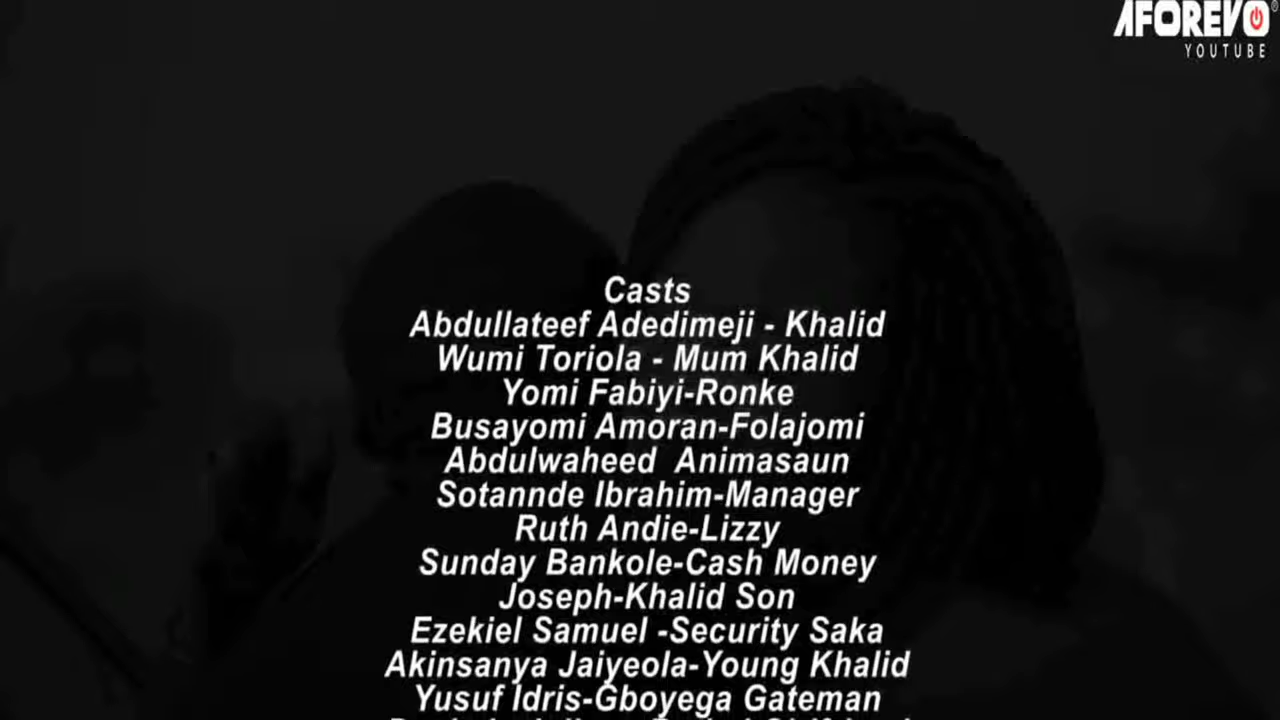 AFOREVO
YOUTUBE
Casts
Abdullateef Adedimeji - Khalid
Wumi Toriola - Mum Khalid
Yomi Fabiyi-Ronke
Busayomi Amoran-Folajomi
Abdulwaheed  Animasaun
Sotannde Ibrahim-Manager
Ruth Andie-Lizzy
Sunday Bankole-Cash Money
Joseph-Khalid Son
Ezekiel Samuel -Security Saka
Akinsanya Jaiyeola-Young Khalid
Yusuf Idris-Gboyega Gateman